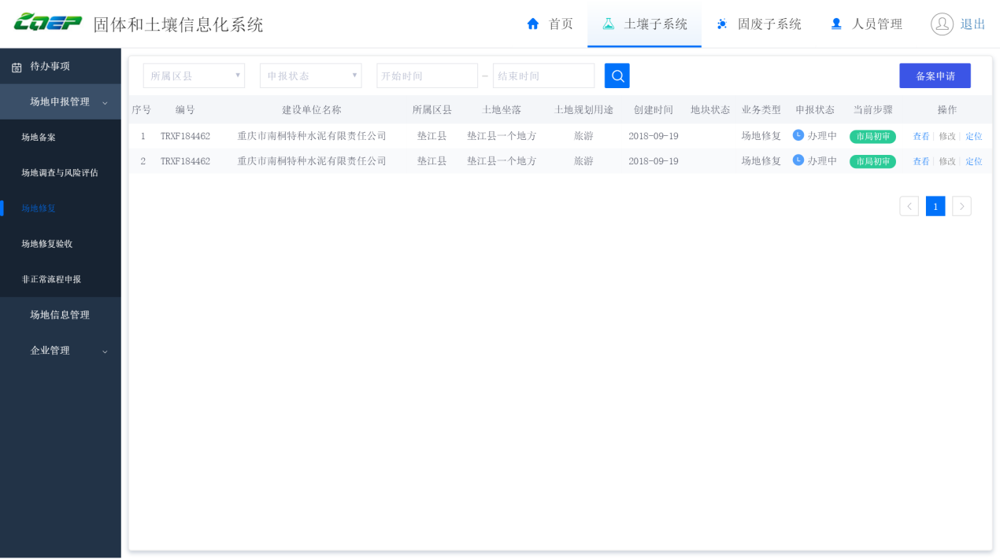 CQEP 固体和土壤信息化系统 首页 土壤子系统 固废子系统 人员管理 退出
待办事项
场地申报管理
场地备案
场地调查与风险评估
场地修复
场地修复验收
非正常流程申报
场地信息管理
企业管理
所属区县 申报状态 开始时间 - 结束时间 备案申请
序号 编号 建设单位名称 所属区县 土地坐落 土地规划用途 创建时间 地块状态 业务类型 申报状态 当前步骤 操作
1 TRXF184462 重庆市南桐特种水泥有限责任公司 垫江县 垫江县一个地方 旅游 2018-09-19 场地修复 办理中 市局初审 查看 修改 定位
2 TRXF184462 重庆市南桐特种水泥有限责任公司 垫江县 垫江县一个地方 旅游 2018-09-19 场地修复 办理中 市局初审 查看 修改 定位
< 1 >